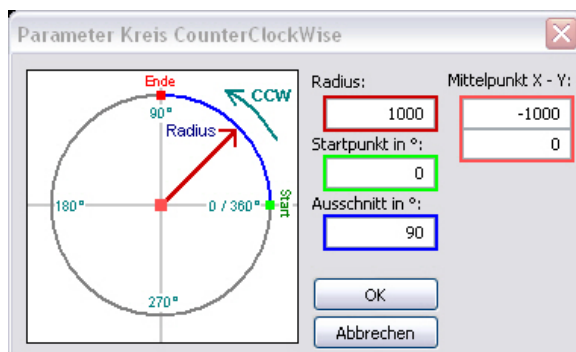 Parameter Kreis CounterClockWise
Ende
90°
CCW
Radius
180°
0 / 360°
Start
270°
Radius:
1000
Startpunkt in °:
0
Ausschnitt in °:
90
Mittelpunkt X - Y:
-1000
0
OK
Abbrechen